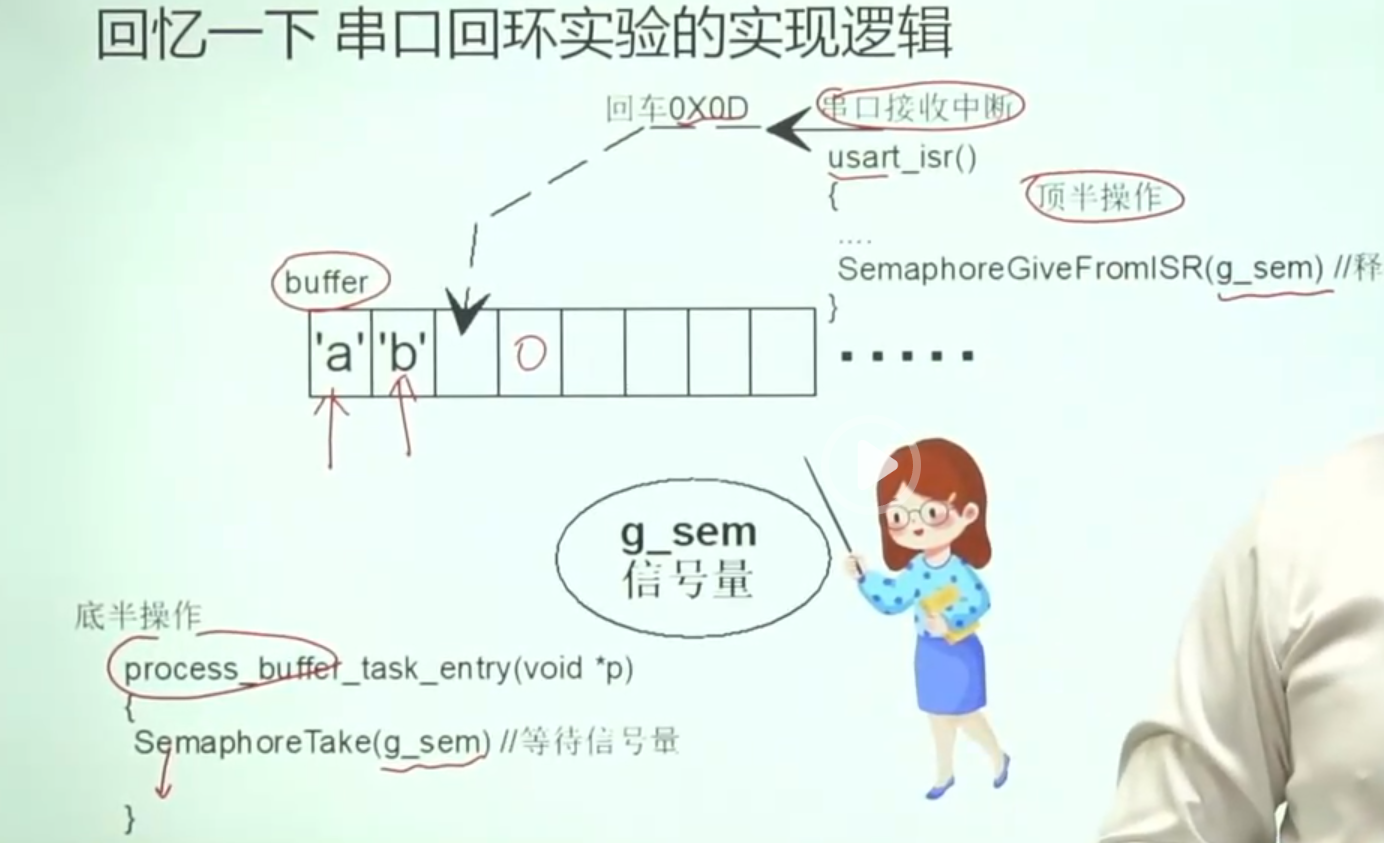 回忆一下 串口回环实验的实现逻辑
回车0X0D
串口接收中断
usart_isr()
{
顶半操作
....
SemaphoreGiveFromISR(g_sem) //释
}
buffer
'a' 'b' 0
g_sem
信号量
底半操作
process_buffer_task_entry(void *p)
{
SemaphoreTake(g_sem) //等待信号量
}